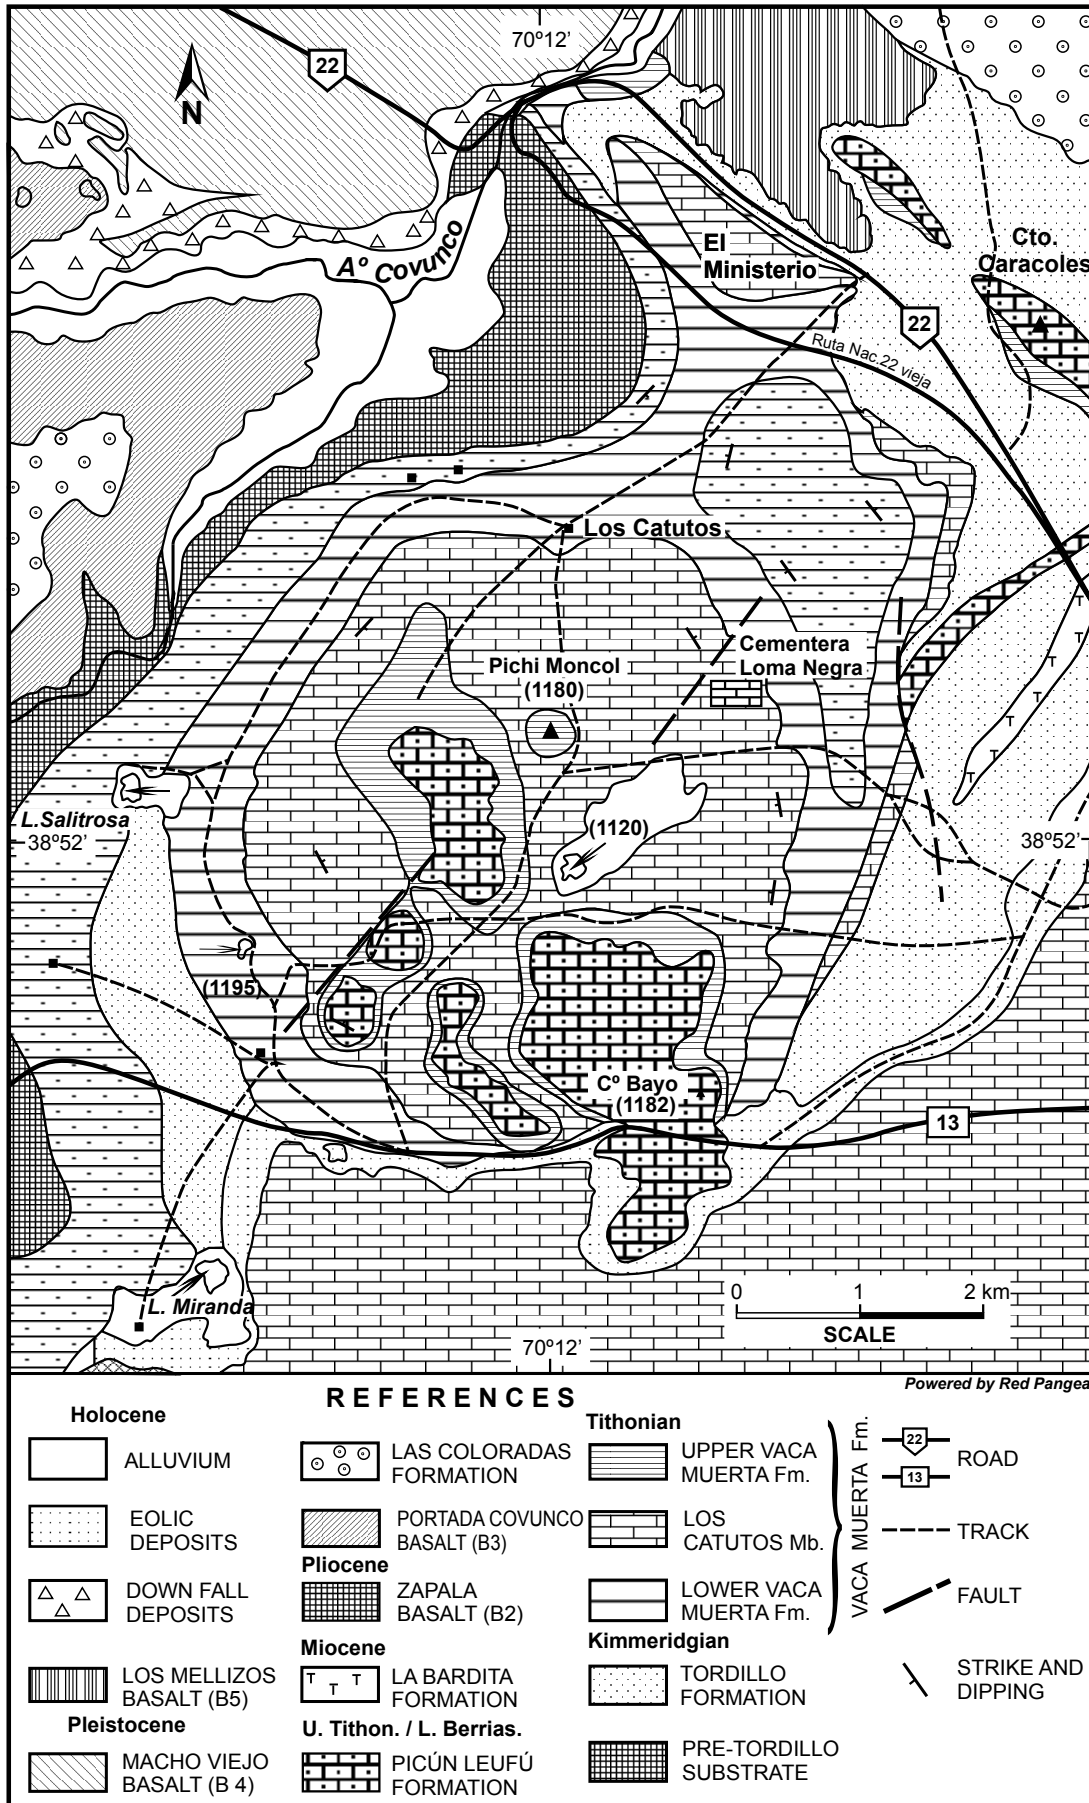 70º12'
22
N
Aº Covunco
El
Ministerio
Cto.
Caracoles
22
Ruta Nac.22 vieja
Los Catutos
Cementera
Loma Negra
Pichi Moncol
(1180)
L.Salitrosa
38º52'
(1120)
38º52'
(1195)
Cº Bayo
(1182)
13
L. Miranda
0 1 2 km
SCALE
70º12'
Powered by Red Pangea
REFERENCES
Holocene
ALLUVIUM
EOLIC
DEPOSITS
DOWN FALL
DEPOSITS
LOS MELLIZOS
BASALT (B5)
Pleistocene
MACHO VIEJO
BASALT (B 4)
LAS COLORADAS
FORMATION
PORTADA COVUNCO
BASALT (B3)
Pliocene
ZAPALA
BASALT (B2)
Miocene
T T T
LA BARDITA
FORMATION
U. Tithon. / L. Berrias.
PICÚN LEUFÚ
FORMATION
Tithonian
UPPER VACA
MUERTA Fm.
LOS
CATUTOS Mb.
LOWER VACA
MUERTA Fm.
VACA MUERTA Fm.
Kimmeridgian
TORDILLO
FORMATION
PRE-TORDILLO
SUBSTRATE
22
13
ROAD
TRACK
FAULT
STRIKE AND
DIPPING